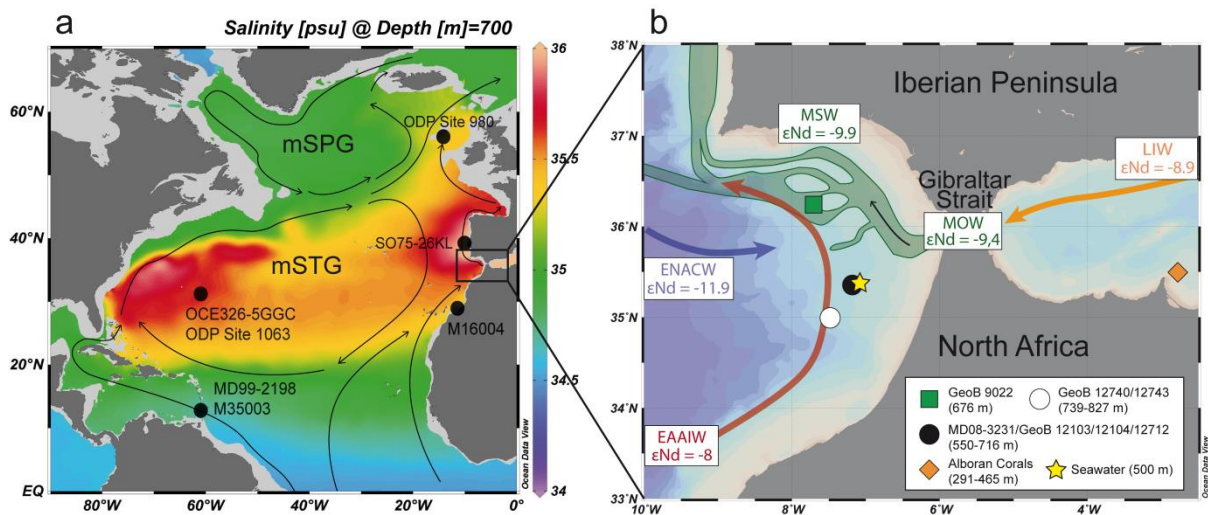 a
Salinity [psu] @ Depth [m]=700
60°N
40°N
20°N
EQ
80°W
60°W
40°W
20°W
0°
mSPG
ODP Site 980
mSTG
SO75-26KL
OCE326-5GGC
ODP Site 1063
M16004
MD99-2198
M35003
Ocean Data View
36
35.5
35
34.5
34
b
38°N
37°N
36°N
35°N
34°N
33°N
10°W
8°W
6°W
4°W
Iberian Peninsula
MSW
εNd = -9.9
LIW
εNd = -8.9
Gibraltar
Strait
MOW
εNd = -9,4
ENACW
εNd = -11.9
North Africa
EAAIW
εNd = -8
GeoB 9022
(676 m)
GeoB 12740/12743
(739-827 m)
MD08-3231/GeoB 12103/12104/12712
(550-716 m)
Alboran Corals
(291-465 m)
Seawater (500 m)
Ocean Data View